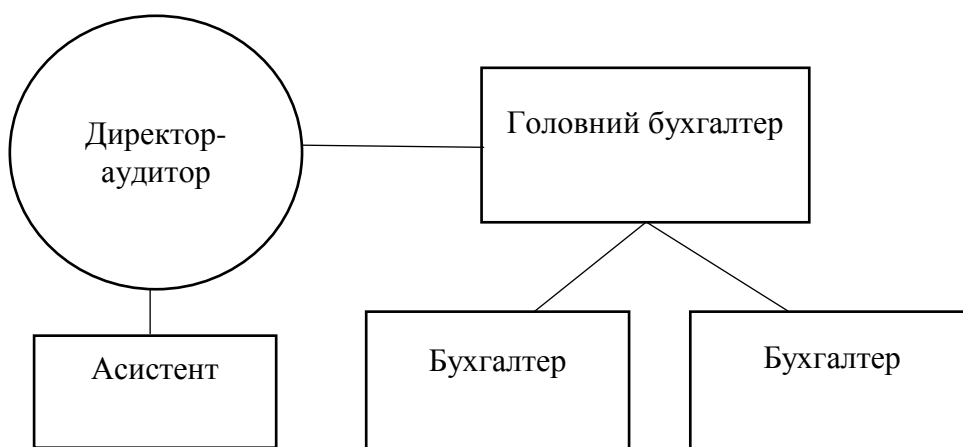 Директор-
аудитор
Головний бухгалтер
Асистент
Бухгалтер
Бухгалтер